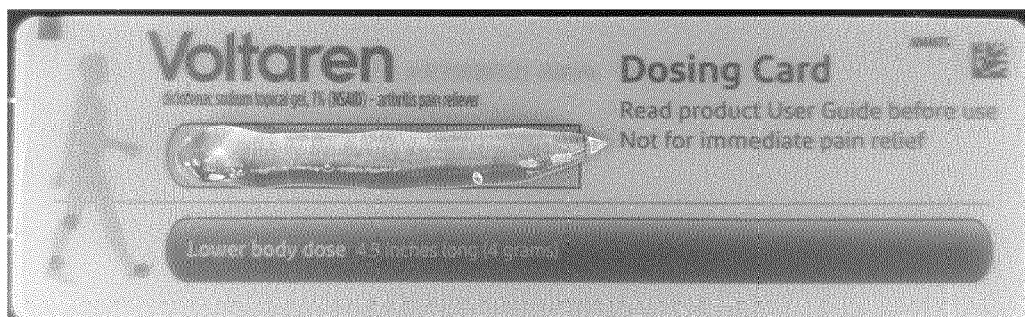 Voltaren
diclofenac sodium topical gel, 1% (NSAID) – arthritis pain reliever
Dosing Card
Read product User Guide before use
Not for immediate pain relief
Lower body dose 4.5 inches long (4 grams)